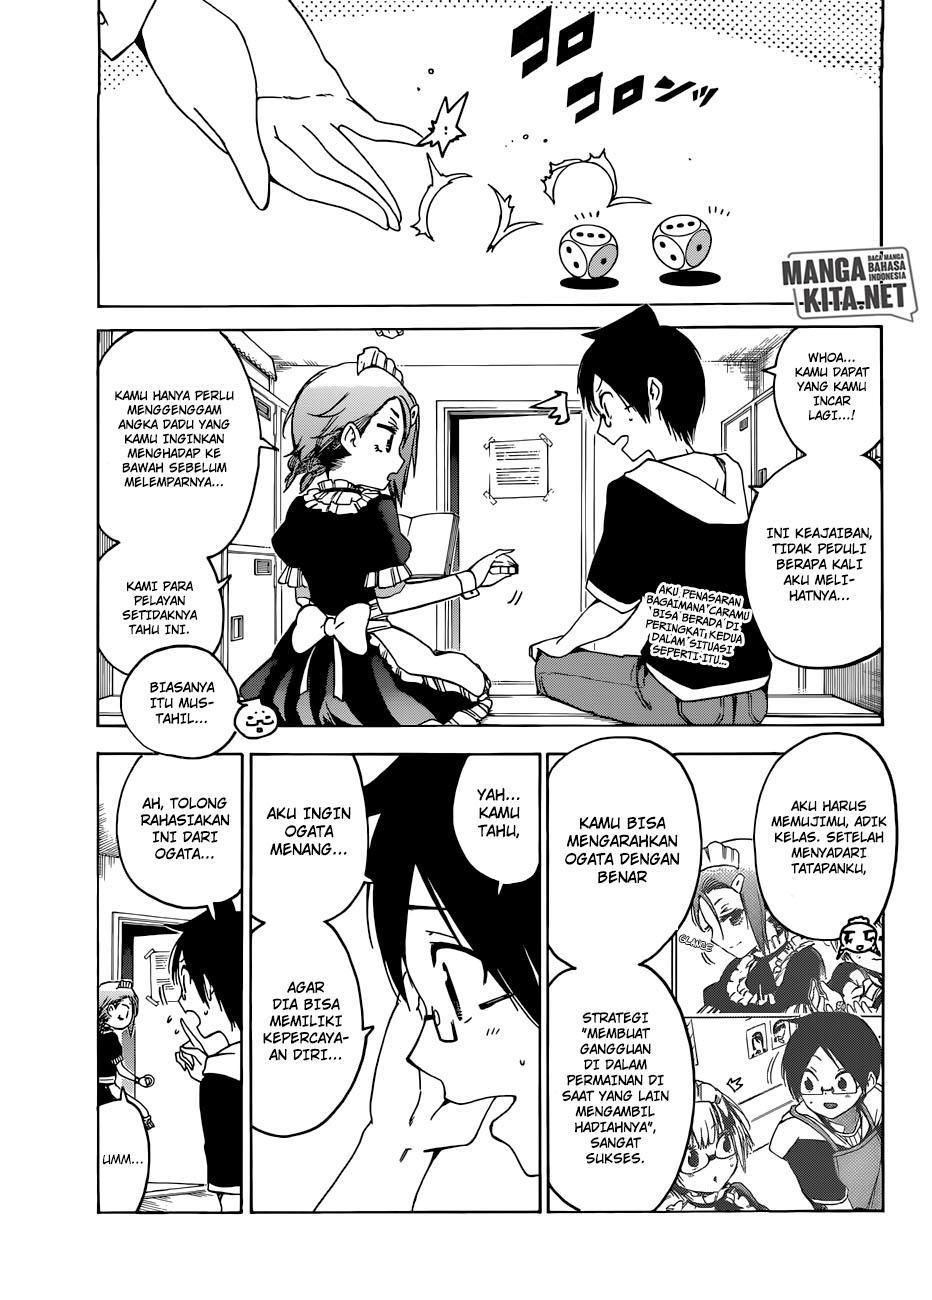 コロ
コロンッ
MANGA
KITA.NET
BACA MANGA
BAHASA
INDONESIA
WHOA...
KAMU DAPAT
YANG KAMU
INCAR
LAGI...!
INI KEAJAIBAN,
TIDAK PEDULI
BERAPA KALI
AKU MELI-
HATNYA...
AKU PENASARAN
BAGAIMANA CARAMU
BISA BERADA DI
PERINGKAT KEDUA
DALAM SITUASI
SEPERTI ITU...
KAMU HANYA PERLU
MENGGENGGAM
ANGKA DADU YANG
KAMU INGINKAN
MENGHADAP KE
BAWAH SEBELUM
MELEMPARNYA...
KAMI PARA
PELAYAN
SETIDAKNYA
TAHU INI.
BIASANYA
ITU MUS-
TAHIL...
AKU HARUS
MEMUJIMU, ADIK
KELAS. SETELAH
MENYADARI
TATAPANKU,
GLANCE
KAMU BISA
MENGARAHKAN
OGATA DENGAN
BENAR
STRATEGI
"MEMBUAT
GANGGUAN
DI DALAM
PERMAINAN DI
SAAT YANG LAIN
MENGAMBIL
HADIAHNYA",
SANGAT
SUKSES.
YAH...
KAMU
TAHU,
AKU INGIN
OGATA
MENANG...
AGAR
DIA BISA
MEMILIKI
KEPERCAYA-
AN DIRI...
AH, TOLONG
RAHASIAKAN
INI DARI
OGATA...
UMM...